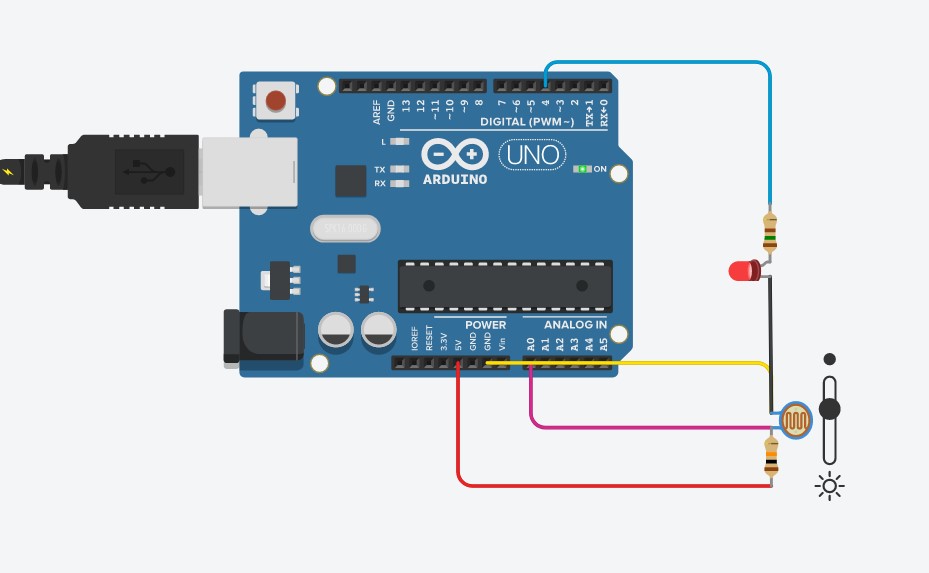 AREF
GND
13
12
~11
~10
~9
8
7
~6
~5
4
~3
2
TX→1
RX←0
DIGITAL (PWM~)
L
TX
RX
UNO
ON
ARDUINO
POWER
ANALOG IN
IOREF
RESET
3.3V
5V
GND
GND
Vin
A0
A1
A2
A3
A4
A5